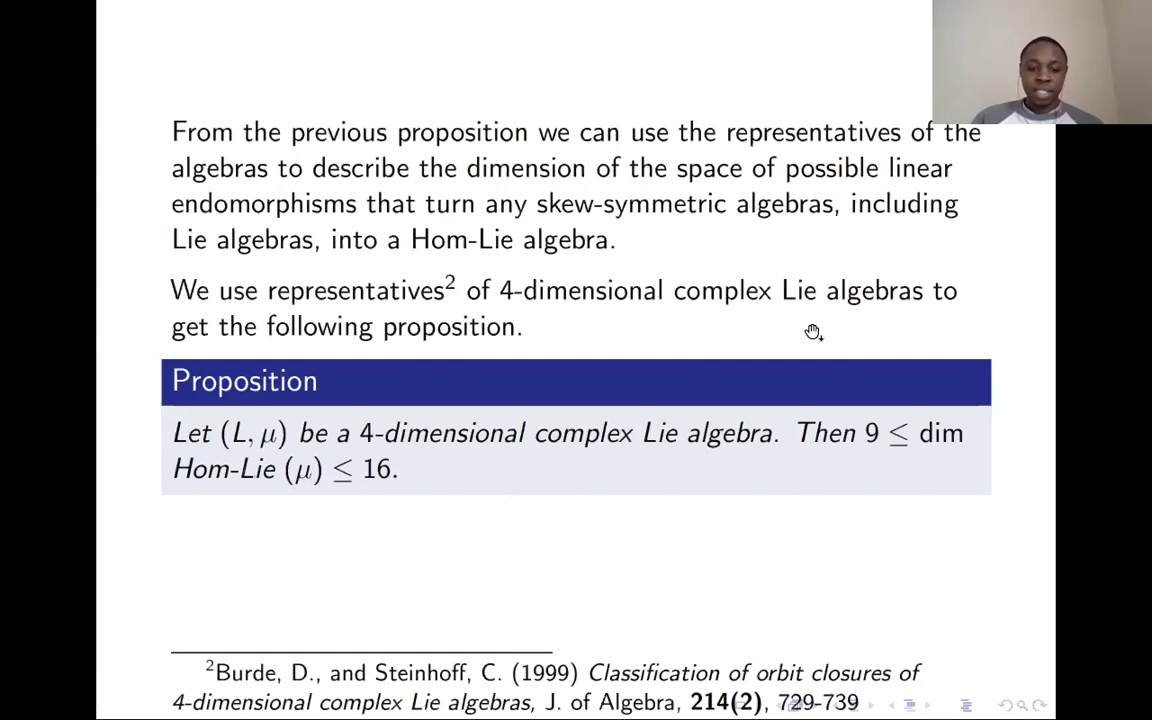 From the previous proposition we can use the representatives of the
algebras to describe the dimension of the space of possible linear
endomorphisms that turn any skew-symmetric algebras, including
Lie algebras, into a Hom-Lie algebra.
We use representatives² of 4-dimensional complex Lie algebras to
get the following proposition.
Proposition
Let (L, μ) be a 4-dimensional complex Lie algebra. Then 9 ≤ dim
Hom-Lie (μ) ≤ 16.
²Burde, D., and Steinhoff, C. (1999) Classification of orbit closures of
4-dimensional complex Lie algebras, J. of Algebra, 214(2), 729-739